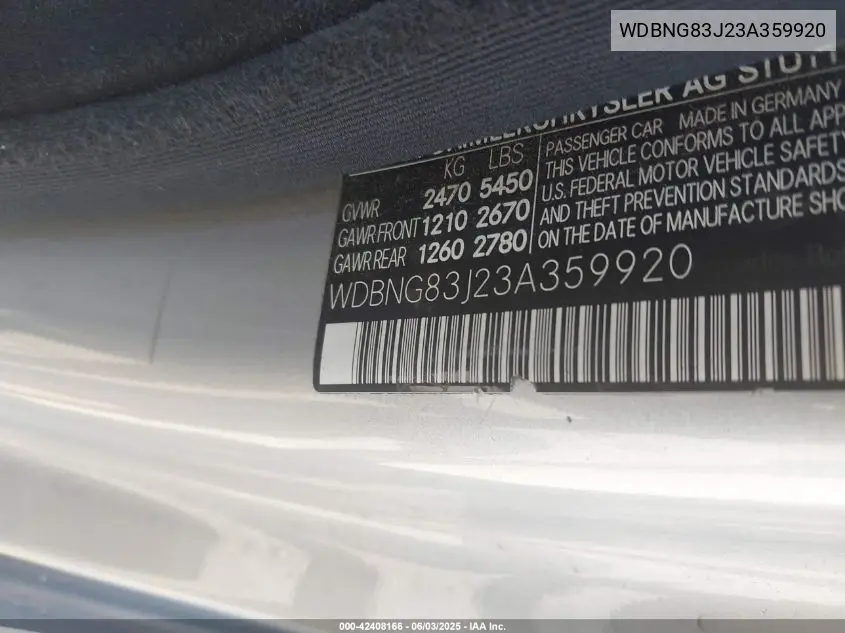 WDBNG83J23A359920
DAIMLERCHRYSLER AG STUTT
KG LBS
GVWR 2470 5450
GAWR FRONT 1210 2670
GAWR REAR 1260 2780
PASSENGER CAR MADE IN GERMANY
THIS VEHICLE CONFORMS TO ALL APP
U.S. FEDERAL MOTOR VEHICLE SAFETY
AND THEFT PREVENTION STANDARDS
ON THE DATE OF MANUFACTURE SHO
WDBNG83J23A359920
000-42408166 - 06/03/2025 - IAA Inc.